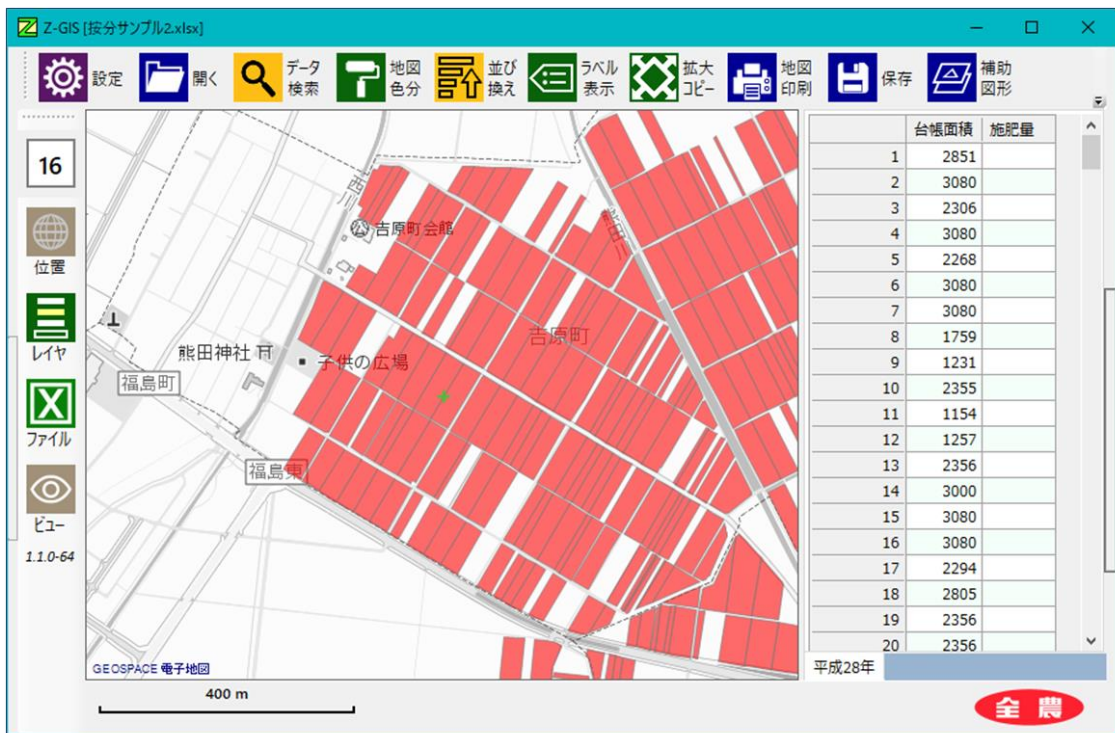 Z-GIS [按分サンプル2.xlsx]
設定
開く
データ
検索
地図
色分
並び
換え
ラベル
表示
拡大
コピー
地図
印刷
保存
補助
図形
16
位置
レイヤ
ファイル
ビュー
1.1.0-64
吉原町会館
吉原町
熊田神社
子供の広場
福島町
福島東
GEOSPACE 電子地図
400 m
台帳面積 施肥量
1 2851
2 3080
3 2306
4 3080
5 2268
6 3080
7 3080
8 1759
9 1231
10 2355
11 1154
12 1257
13 2356
14 3000
15 3080
16 3080
17 2294
18 2805
19 2356
20 2356
平成28年
全農